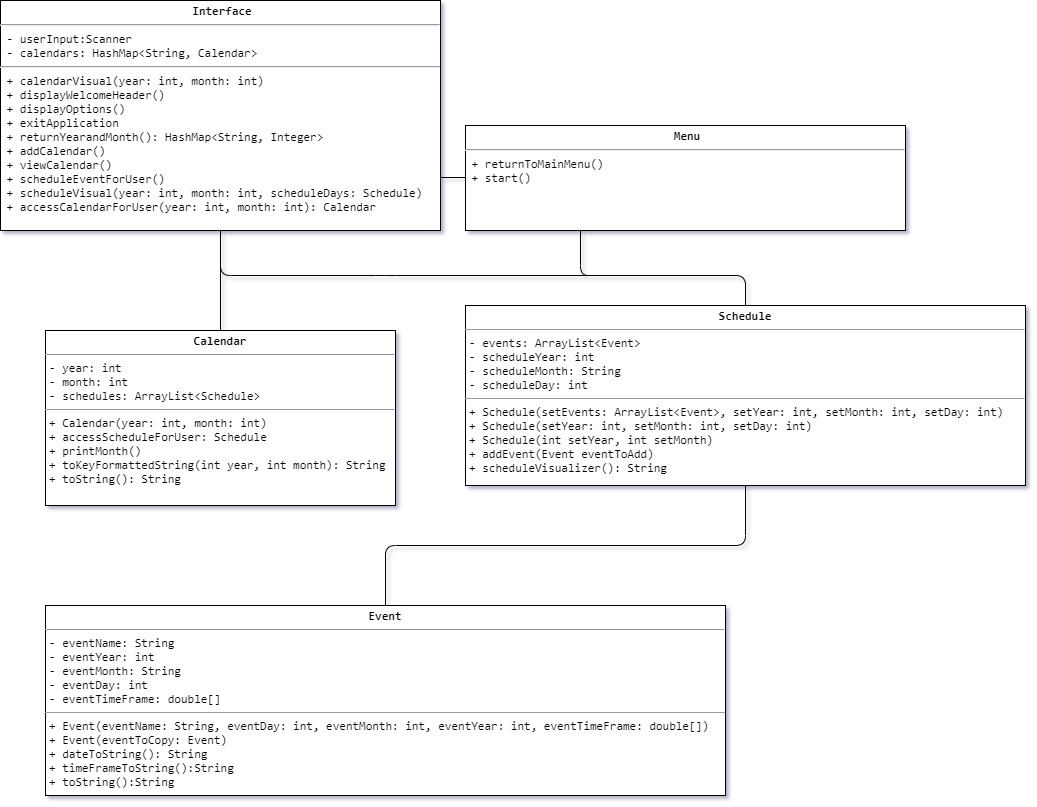 Interface
- userInput:Scanner
- calendars: HashMap<String, Calendar>
+ calendarVisual(year: int, month: int)
+ displayWelcomeHeader()
+ displayOptions()
+ exitApplication
+ returnYearandMonth(): HashMap<String, Integer>
+ addCalendar()
+ viewCalendar()
+ scheduleEventForUser()
+ scheduleVisual(year: int, month: int, scheduleDays: Schedule)
+ accessCalendarForUser(year: int, month: int): Calendar
Menu
+ returnToMainMenu()
+ start()
Calendar
- year: int
- month: int
- schedules: ArrayList<Schedule>
+ Calendar(year: int, month: int)
+ accessScheduleForUser: Schedule
+ printMonth()
+ toKeyFormattedString(int year, int month): String
+ toString(): String
Schedule
- events: ArrayList<Event>
- scheduleYear: int
- scheduleMonth: String
- scheduleDay: int
+ Schedule(setEvents: ArrayList<Event>, setYear: int, setMonth: int, setDay: int)
+ Schedule(setYear: int, setMonth: int, setDay: int)
+ Schedule(int setYear, int setMonth)
+ addEvent(Event eventToAdd)
+ scheduleVisualizer(): String
Event
- eventName: String
- eventYear: int
- eventMonth: String
- eventDay: int
- eventTimeFrame: double[]
+ Event(eventName: String, eventDay: int, eventMonth: int, eventYear: int, eventTimeFrame: double[])
+ Event(eventToCopy: Event)
+ dateToString(): String
+ timeFrameToString():String
+ toString():String